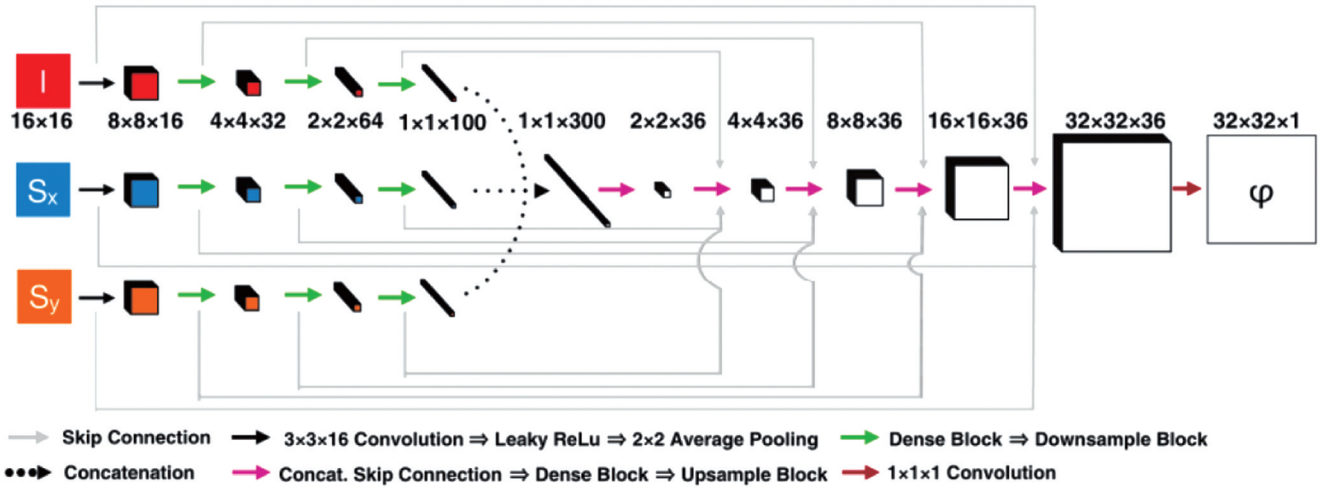 I
16×16 8×8×16 4×4×32 2×2×64 1×1×100 1×1×300 2×2×36 4×4×36 8×8×36 16×16×36 32×32×36 32×32×1
Sx φ
Sy
Skip Connection 3×3×16 Convolution ⇒ Leaky ReLu ⇒ 2×2 Average Pooling Dense Block ⇒ Downsample Block
Concatenation Concat. Skip Connection ⇒ Dense Block ⇒ Upsample Block 1×1×1 Convolution